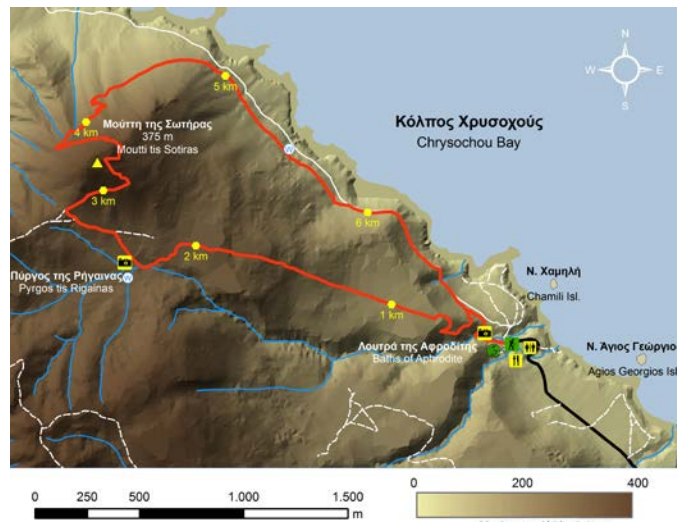 N
W
E
S
5 km
4 km
Μούττη της Σωτήρας
375 m
Moutti tis Sotiras
Κόλπος Χρυσοχούς
Chrysochou Bay
W
3 km
6 km
2 km
Πύργος της Ρήγαινας
Pyrgos tis Rigainas
W
Ν. Χαμηλή
Chamili Isl.
1 km
Λουτρά της Αφροδίτης
Baths of Aphrodite
Ν. Άγιος Γεώργιο
Agios Georgios Isl
0 250 500 1.000 1.500
m
0 200 400